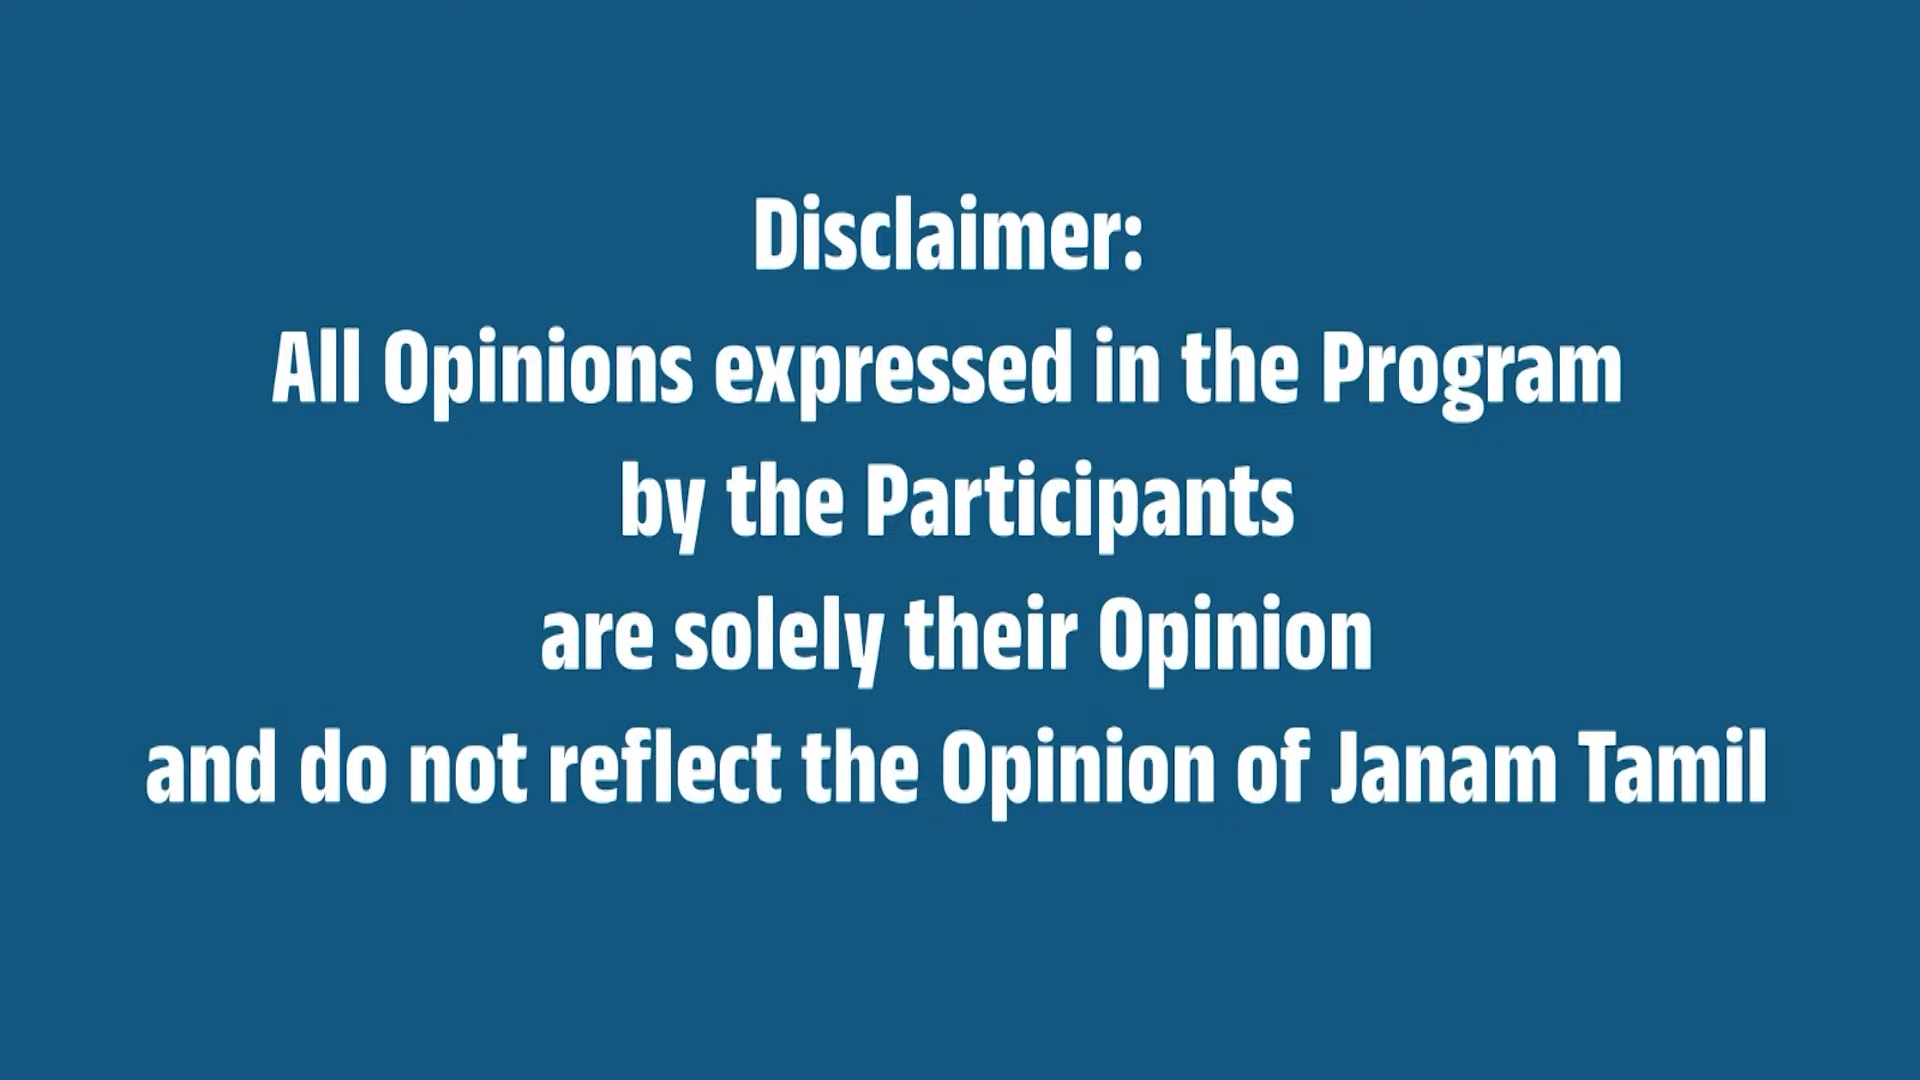 Disclaimer:
All Opinions expressed in the Program
by the Participants
are solely their Opinion
and do not reflect the Opinion of Janam Tamil